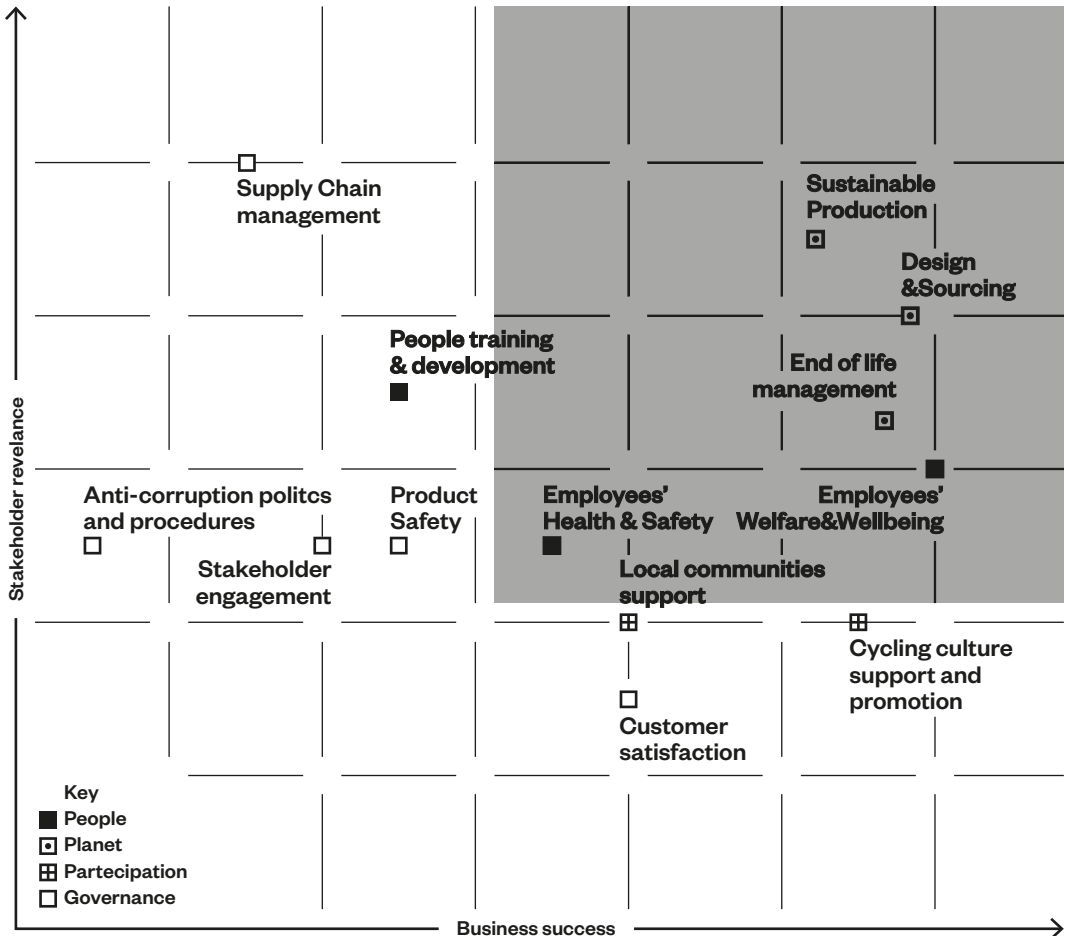 Supply Chain
management
Sustainable
Production
Design
&Sourcing
People training
& development
End of life
management
Stakeholder revelance
Anti-corruption politcs
and procedures
Product
Safety
Employees’
Health & Safety
Employees’
Welfare&Wellbeing
Stakeholder
engagement
Local communities
support
Cycling culture
support and
promotion
Customer
satisfaction
Key
People
Planet
Partecipation
Governance
Business success